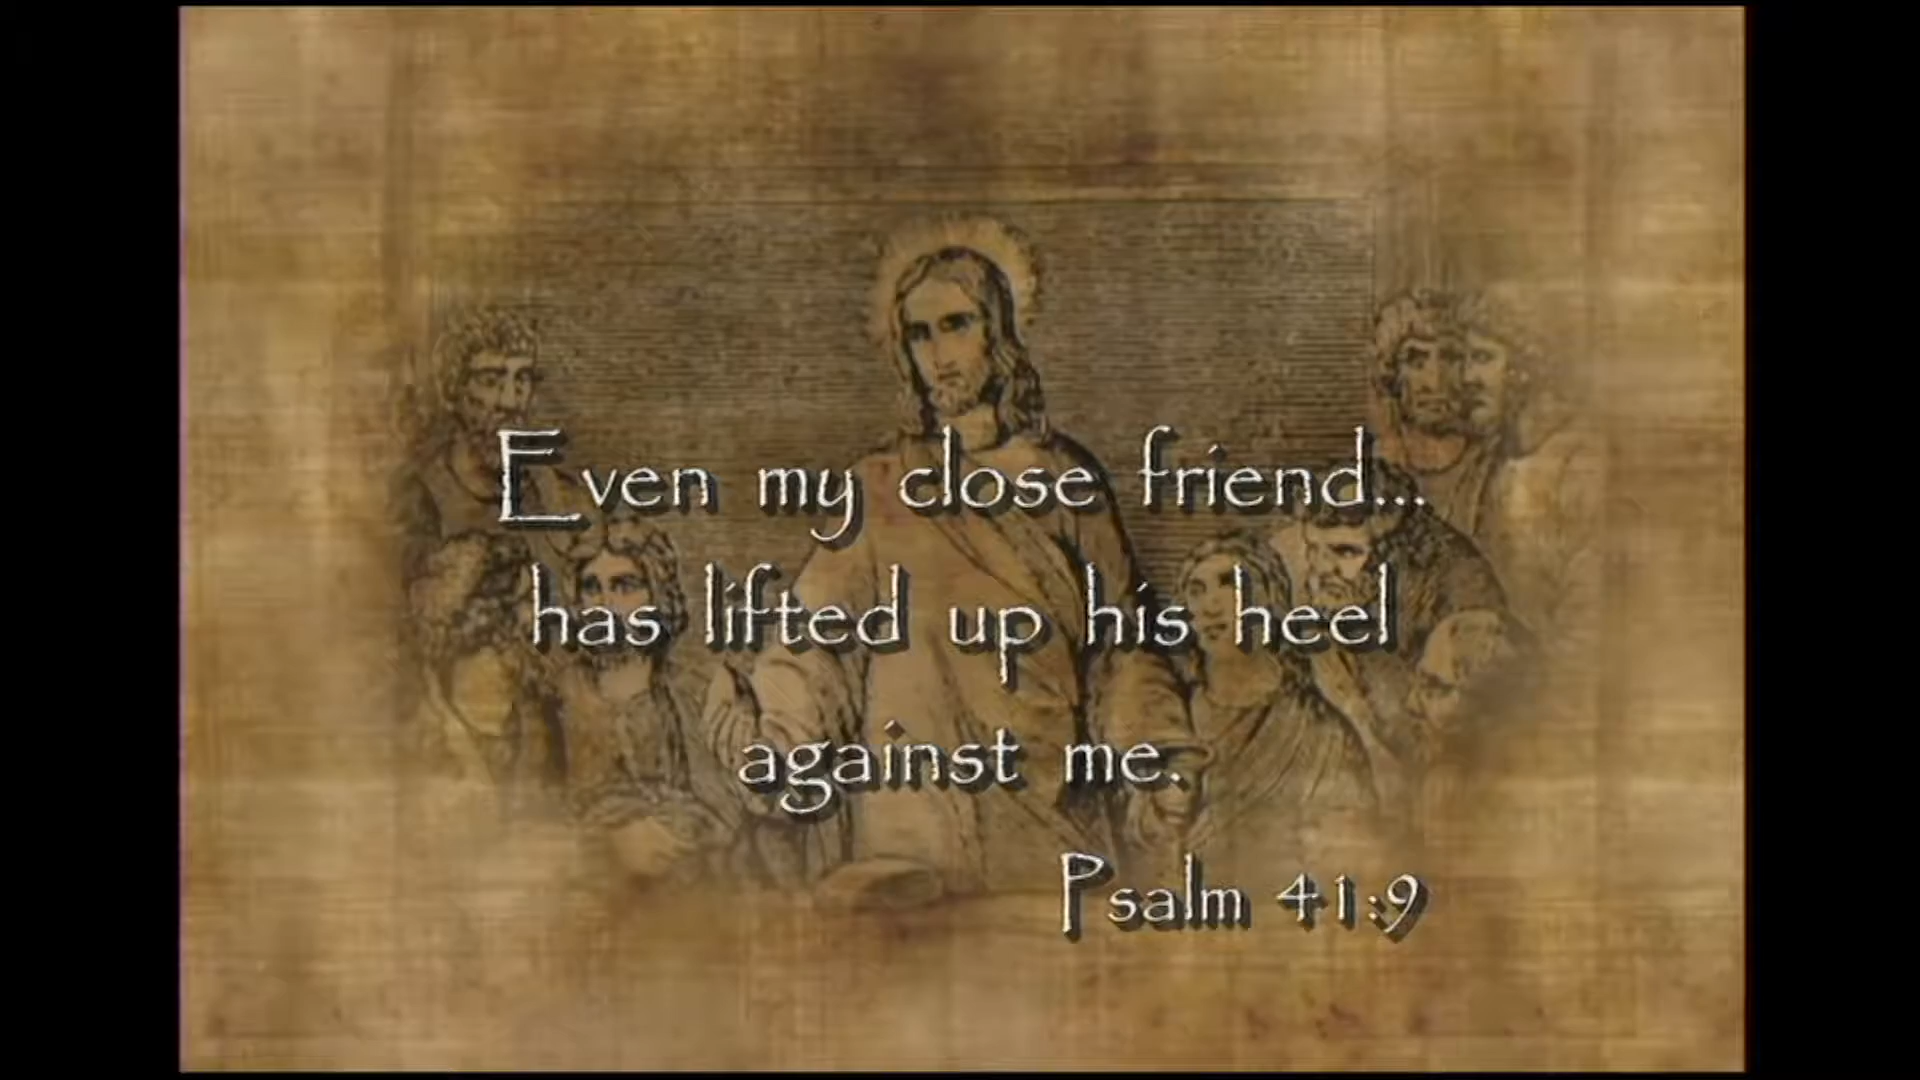 Even my close friend...
has lifted up his heel
against me.
Psalm 41:9